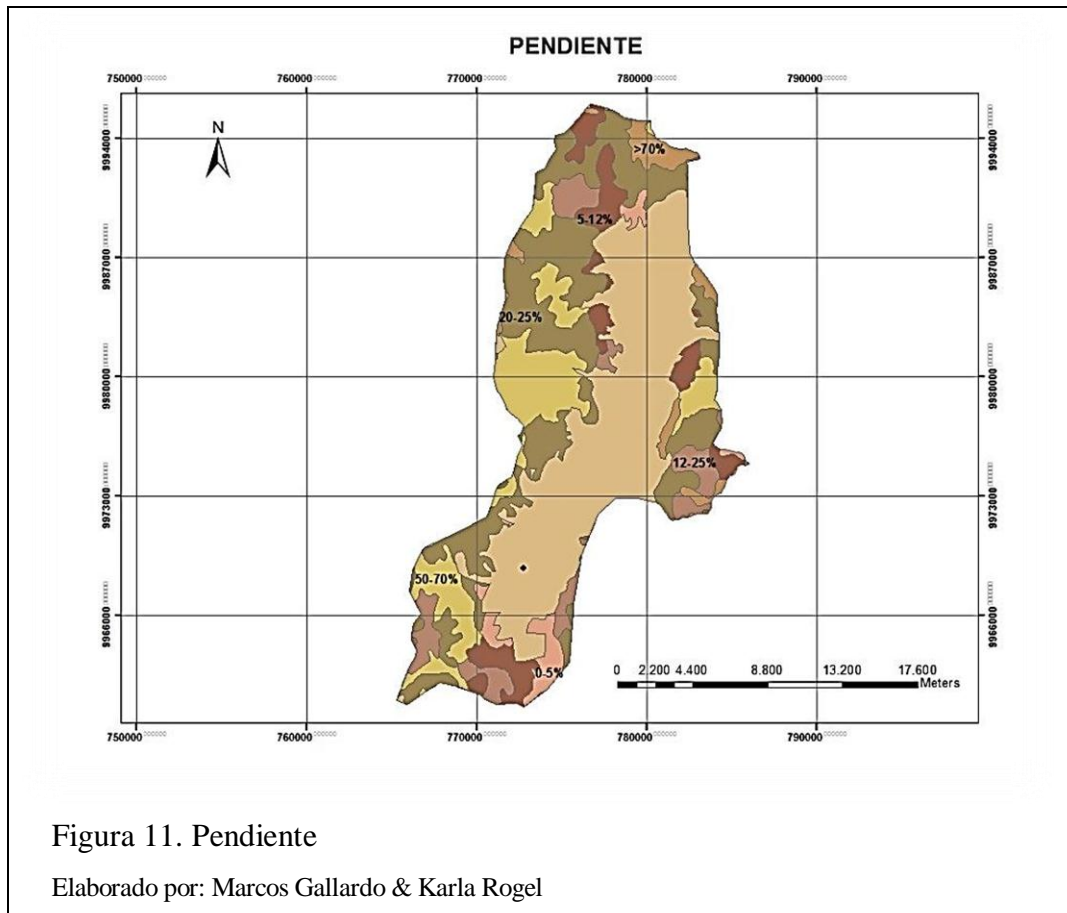 PENDIENTE
750000 760000 770000 780000 790000
N
9994000 9994000
>70%
5-12%
9987000 9987000
20-25%
9980000 9980000
12-25%
9973000 9973000
50-70%
9966000 9966000
0-5%
0 2.200 4.400 8.800 13.200 17.600
Meters
750000 760000 770000 780000 790000
Figura 11. Pendiente
Elaborado por: Marcos Gallardo & Karla Rogel